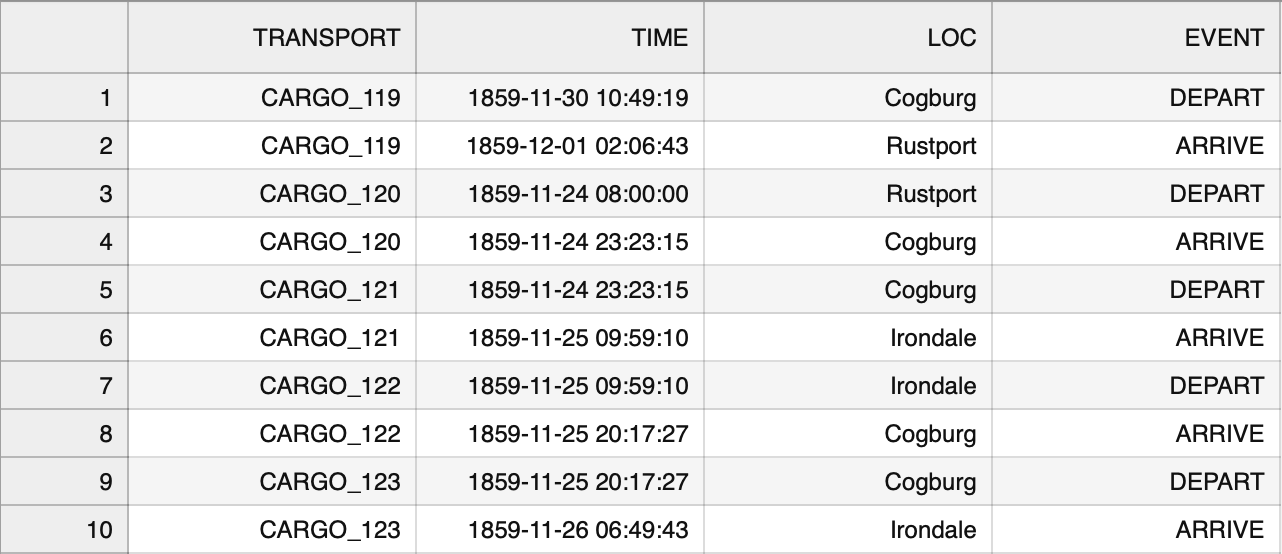 TRANSPORT TIME LOC EVENT
1 CARGO_119 1859-11-30 10:49:19 Cogburg DEPART
2 CARGO_119 1859-12-01 02:06:43 Rustport ARRIVE
3 CARGO_120 1859-11-24 08:00:00 Rustport DEPART
4 CARGO_120 1859-11-24 23:23:15 Cogburg ARRIVE
5 CARGO_121 1859-11-24 23:23:15 Cogburg DEPART
6 CARGO_121 1859-11-25 09:59:10 Irondale ARRIVE
7 CARGO_122 1859-11-25 09:59:10 Irondale DEPART
8 CARGO_122 1859-11-25 20:17:27 Cogburg ARRIVE
9 CARGO_123 1859-11-25 20:17:27 Cogburg DEPART
10 CARGO_123 1859-11-26 06:49:43 Irondale ARRIVE